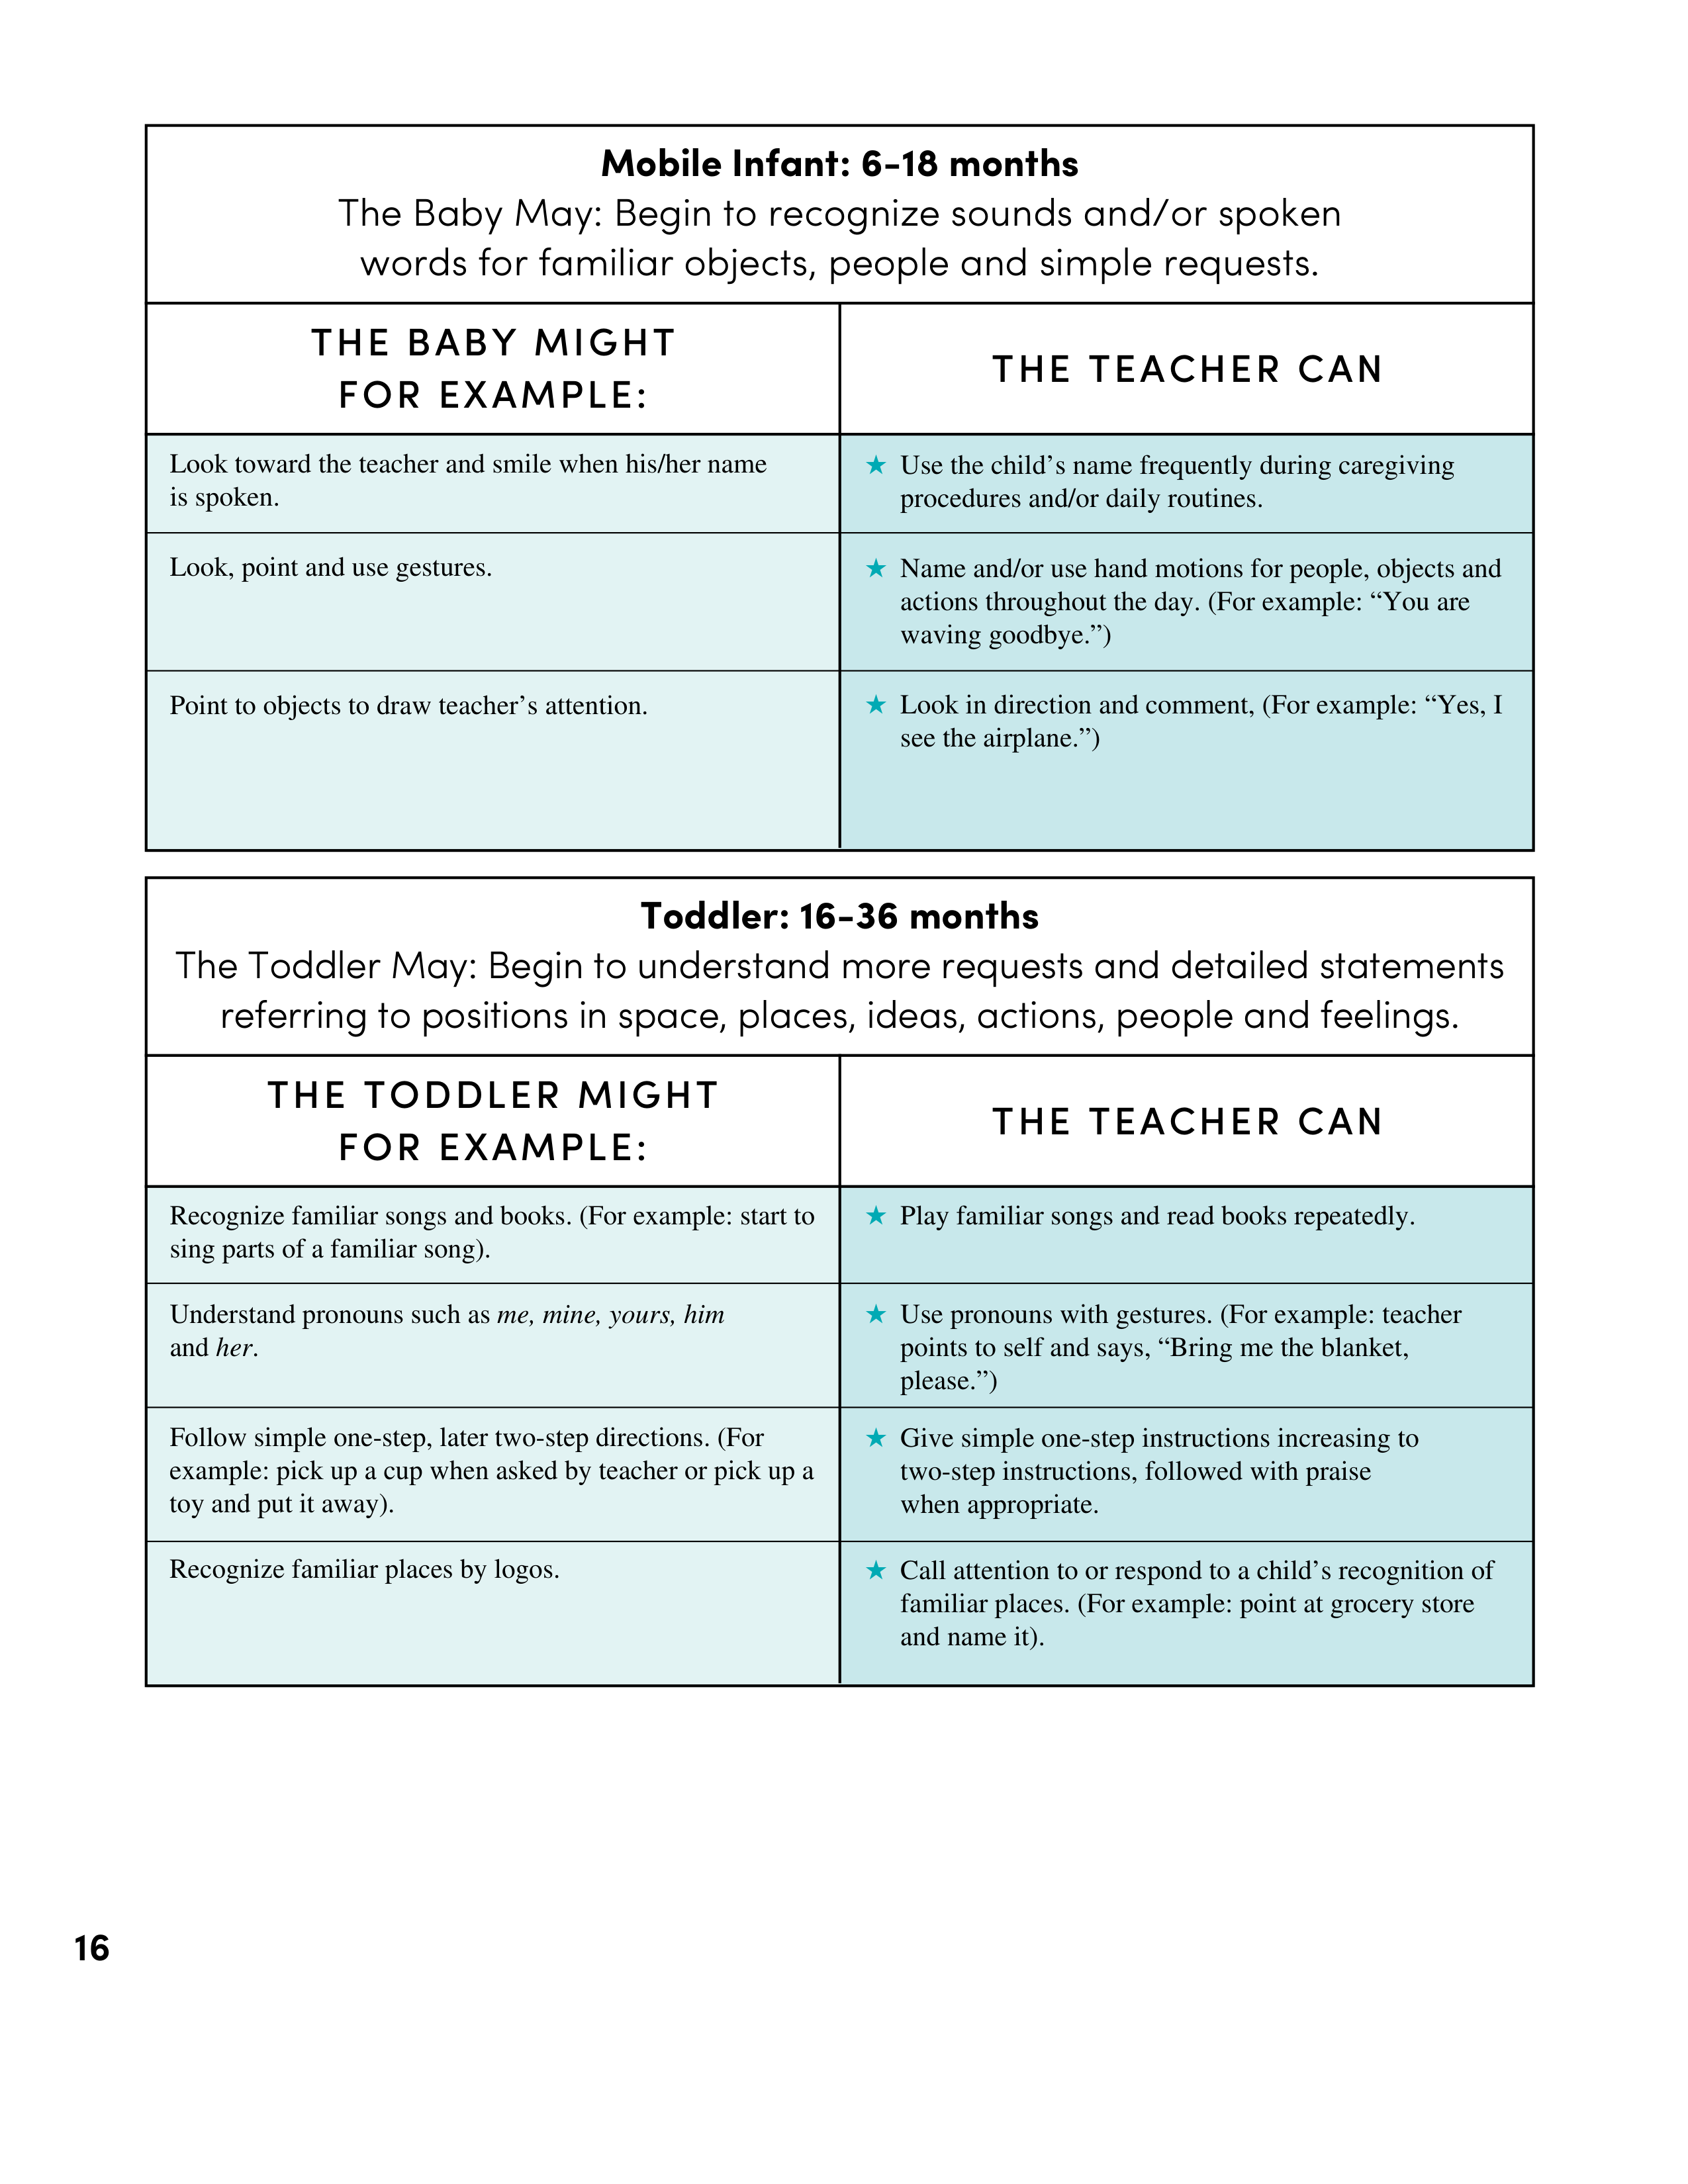 Mobile Infant: 6-18 months
The Baby May: Begin to recognize sounds and/or spoken
words for familiar objects, people and simple requests.
THE BABY MIGHT
FOR EXAMPLE:
THE TEACHER CAN
Look toward the teacher and smile when his/her name
is spoken.
★ Use the child’s name frequently during caregiving
procedures and/or daily routines.
Look, point and use gestures.
★ Name and/or use hand motions for people, objects and
actions throughout the day. (For example: “You are
waving goodbye.”)
Point to objects to draw teacher’s attention.
★ Look in direction and comment, (For example: “Yes, I
see the airplane.”)
Toddler: 16-36 months
The Toddler May: Begin to understand more requests and detailed statements
referring to positions in space, places, ideas, actions, people and feelings.
THE TODDLER MIGHT
FOR EXAMPLE:
THE TEACHER CAN
Recognize familiar songs and books. (For example: start to
sing parts of a familiar song).
★ Play familiar songs and read books repeatedly.
Understand pronouns such as me, mine, yours, him
and her.
★ Use pronouns with gestures. (For example: teacher
points to self and says, “Bring me the blanket,
please.”)
Follow simple one-step, later two-step directions. (For
example: pick up a cup when asked by teacher or pick up a
toy and put it away).
★ Give simple one-step instructions increasing to
two-step instructions, followed with praise
when appropriate.
Recognize familiar places by logos.
★ Call attention to or respond to a child’s recognition of
familiar places. (For example: point at grocery store
and name it).
16